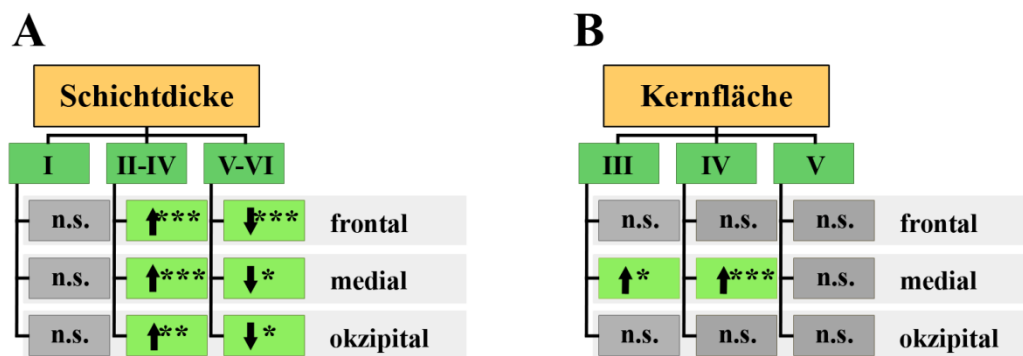 A
B
Schichtdicke
Kernfläche
I II-IV V-VI
III IV V
n.s. ↑*** ↓*** frontal
n.s. n.s. n.s. frontal
n.s. ↑*** ↓* medial
↑* ↑*** n.s. medial
n.s. ↑** ↓* okzipital
n.s. n.s. n.s. okzipital